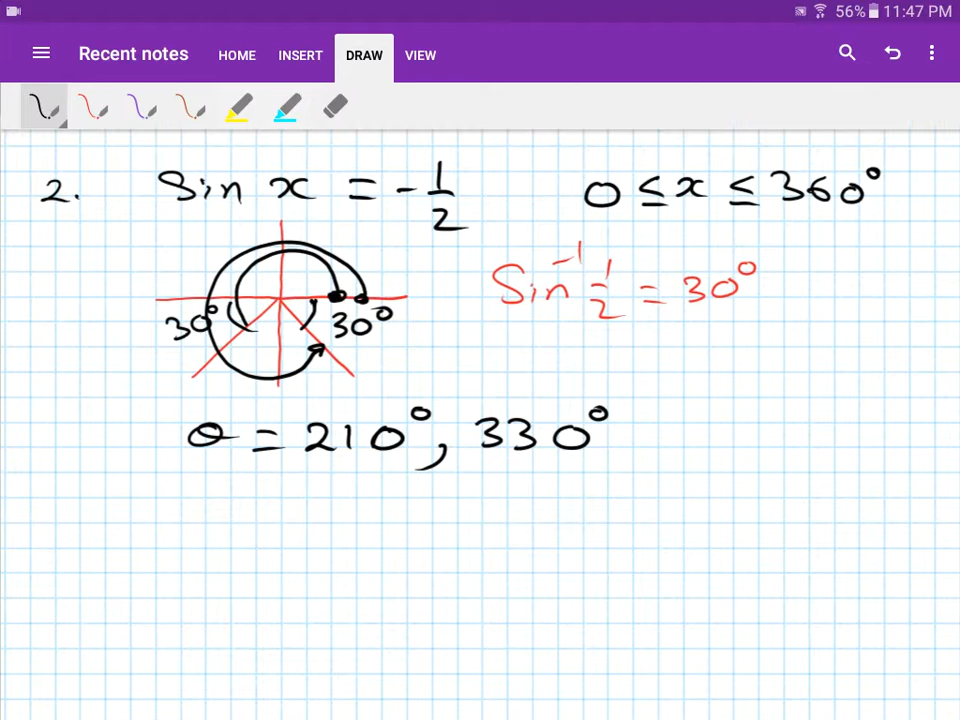 56% 11:47 PM
Recent notes HOME INSERT DRAW VIEW
2. Sin x = -1/2 0 ≤ x ≤ 360°
Sin⁻¹ 1/2 = 30°
30° 30°
θ = 210°, 330°